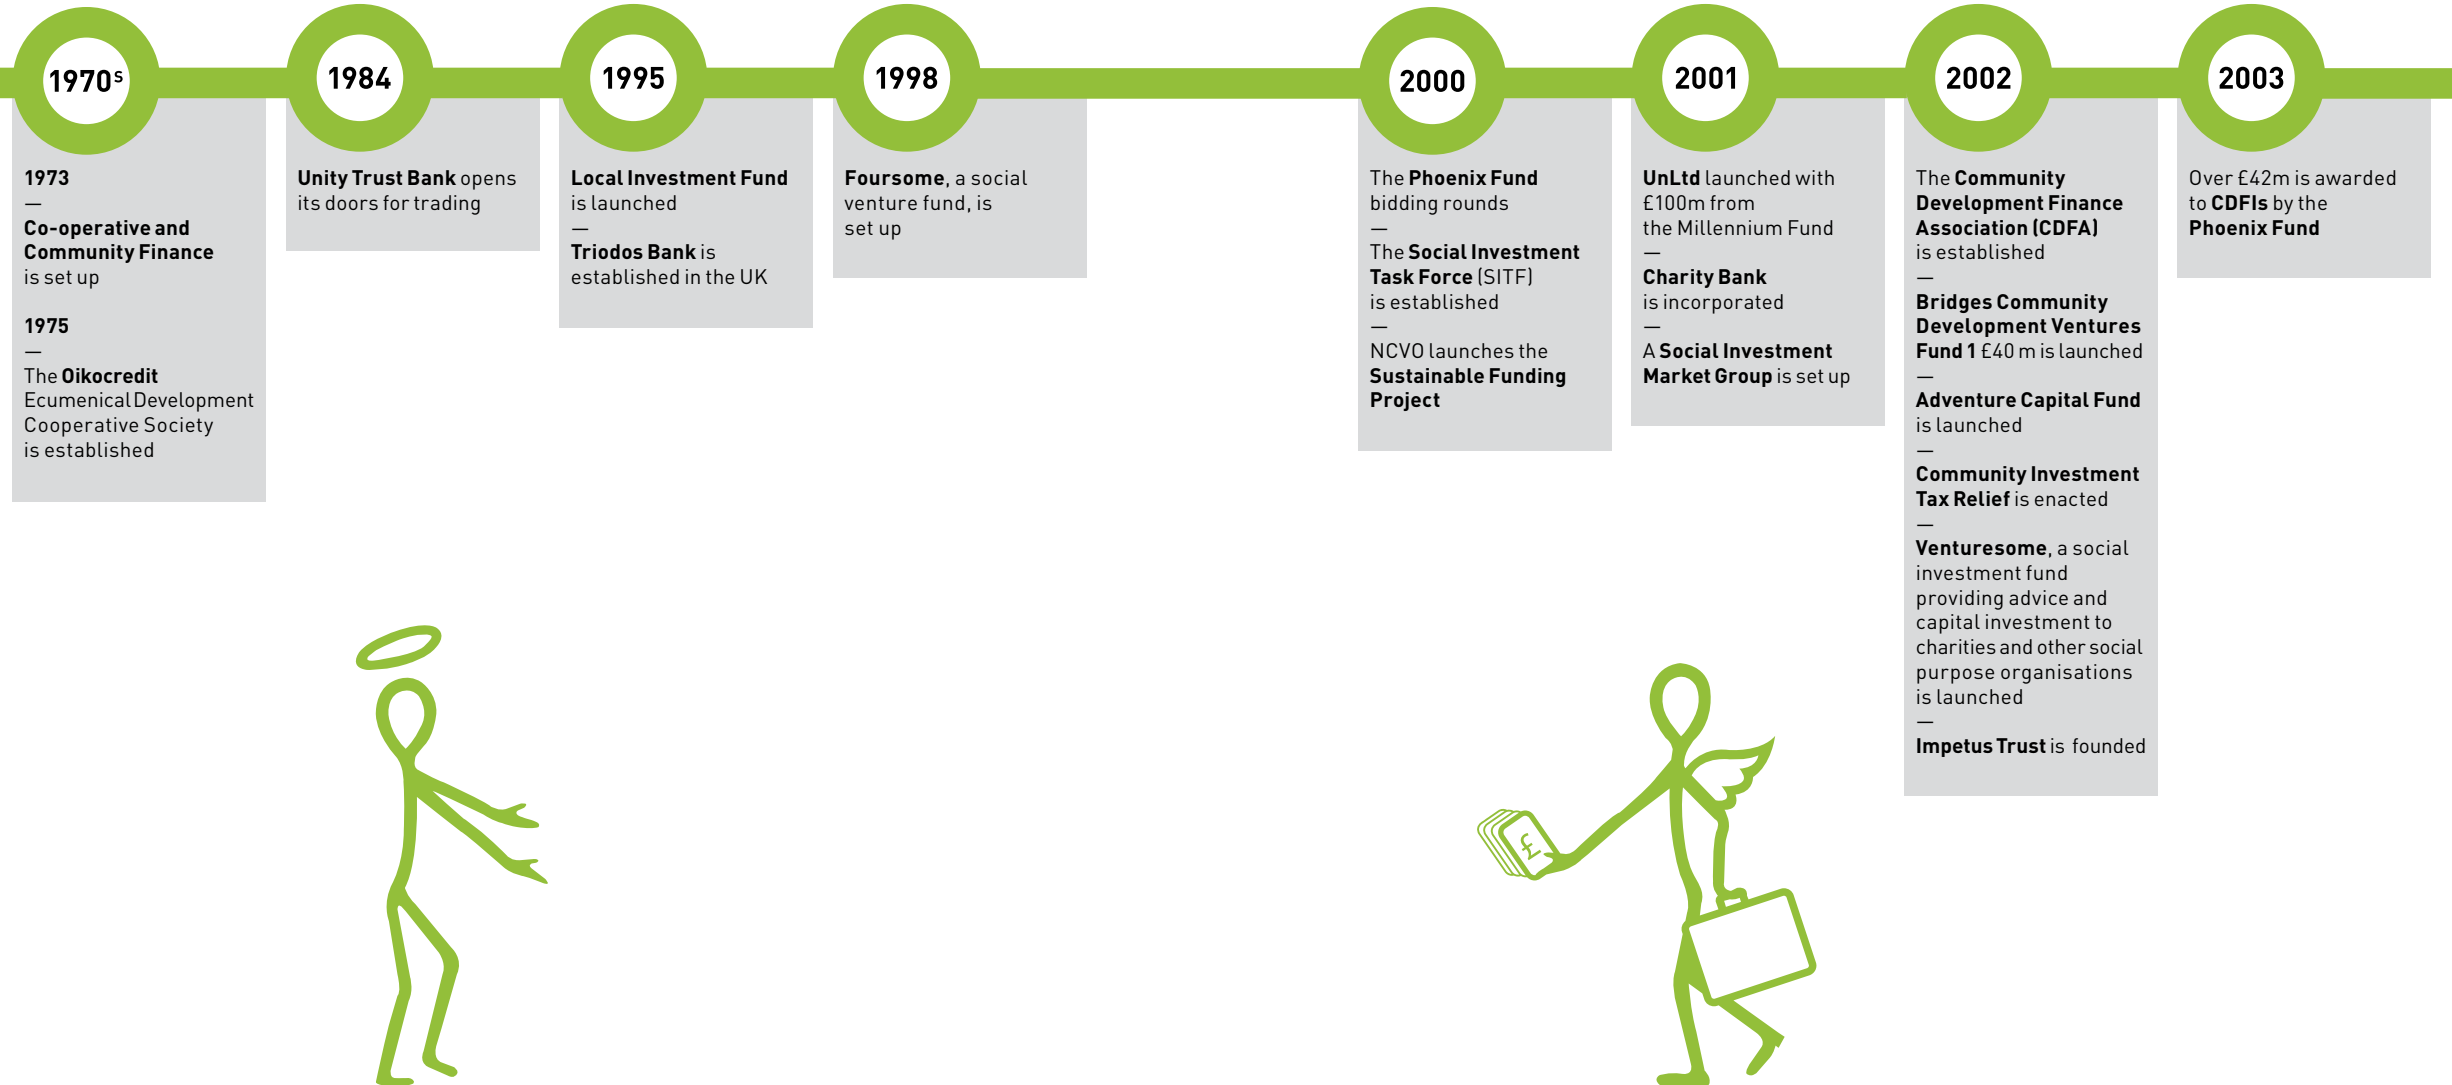 1970s
1973
—
Co-operative and
Community Finance
is set up
1975
—
The Oikocredit
Ecumenical Development
Cooperative Society
is established
1984
Unity Trust Bank opens
its doors for trading
1995
Local Investment Fund
is launched
—
Triodos Bank is
established in the UK
1998
Foursome, a social
venture fund, is
set up
2000
The Phoenix Fund
bidding rounds
—
The Social Investment
Task Force (SITF)
is established
—
NCVO launches the
Sustainable Funding
Project
2001
UnLtd launched with
£100m from
the Millennium Fund
—
Charity Bank
is incorporated
—
A Social Investment
Market Group is set up
2002
The Community
Development Finance
Association (CDFA)
is established
—
Bridges Community
Development Ventures
Fund 1 £40 m is launched
—
Adventure Capital Fund
is launched
—
Community Investment
Tax Relief is enacted
—
Venturesome, a social
investment fund
providing advice and
capital investment to
charities and other social
purpose organisations
is launched
—
Impetus Trust is founded
2003
Over £42m is awarded
to CDFIs by the
Phoenix Fund
£